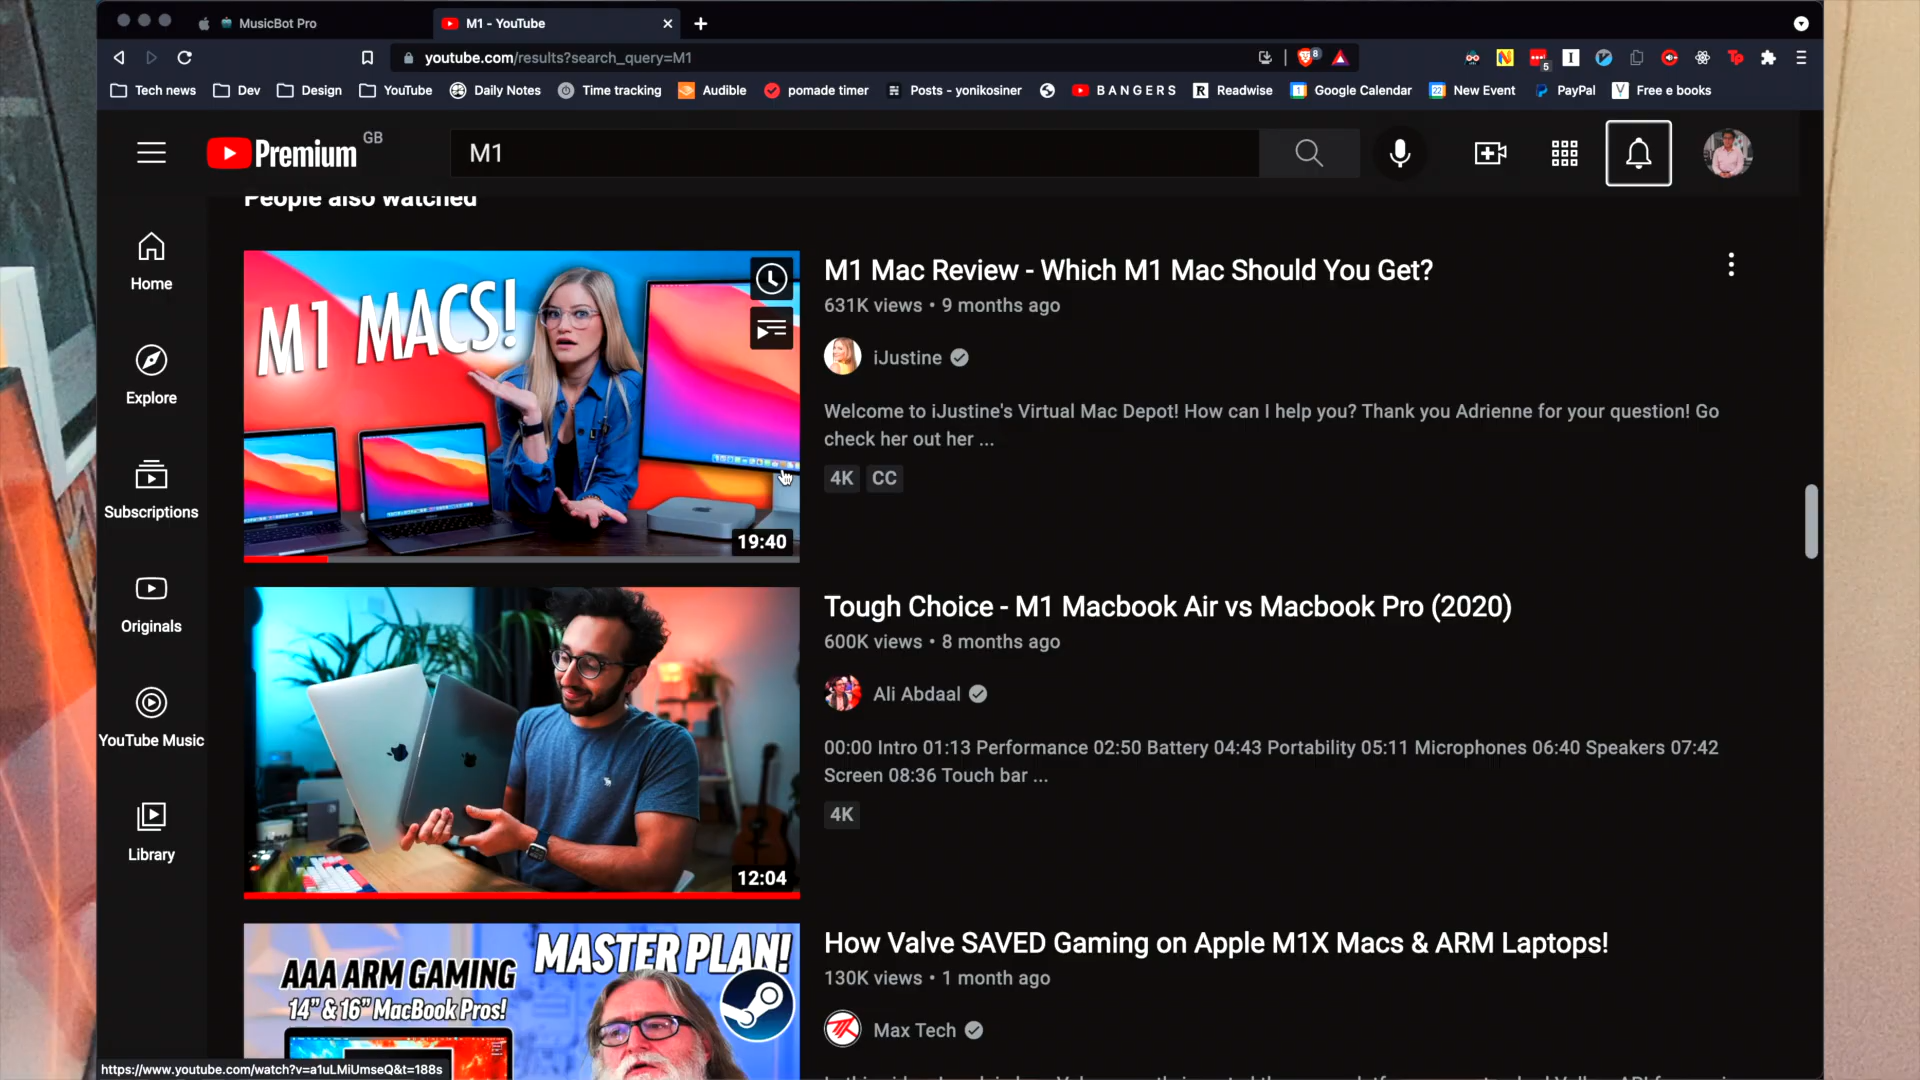 MusicBot Pro
M1 - YouTube
youtube.com/results?search_query=M1
8
5
Tech news
Dev
Design
YouTube
Daily Notes
Time tracking
Audible
pomade timer
Posts - yonikosiner
B A N G E R S
Readwise
Google Calendar
New Event
PayPal
Free e books
Premium
GB
M1
People also watched
Home
Explore
Subscriptions
Originals
YouTube Music
Library
M1 MACS!
19:40
M1 Mac Review - Which M1 Mac Should You Get?
631K views • 9 months ago
iJustine
Welcome to iJustine's Virtual Mac Depot! How can I help you? Thank you Adrienne for your question! Go
check her out her ...
4K CC
12:04
Tough Choice - M1 Macbook Air vs Macbook Pro (2020)
600K views • 8 months ago
Ali Abdaal
00:00 Intro 01:13 Performance 02:50 Battery 04:43 Portability 05:11 Microphones 06:40 Speakers 07:42
Screen 08:36 Touch bar ...
4K
MASTER PLAN!
AAA ARM GAMING
14" & 16" MacBook Pros!
How Valve SAVED Gaming on Apple M1X Macs & ARM Laptops!
130K views • 1 month ago
Max Tech
https://www.youtube.com/watch?v=a1uLMiUmseQ&t=188s